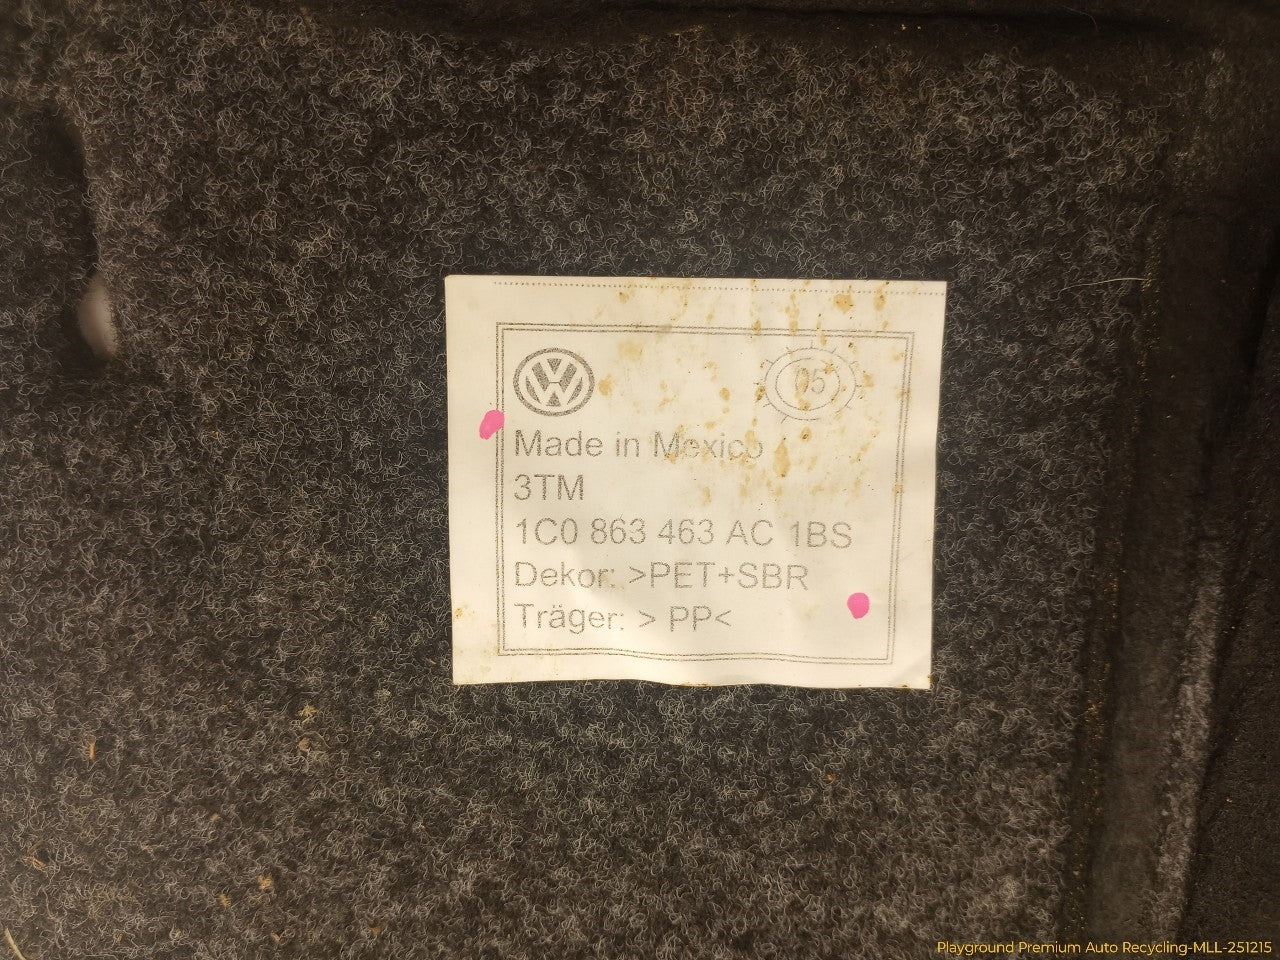 05
Made in Mexico
3TM
1C0 863 463 AC 1BS
Dekor: >PET+SBR
Träger: > PP<
Playground Premium Auto Recycling-MLL-251215